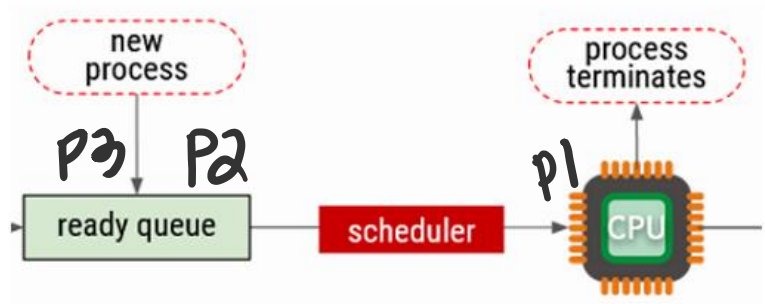 new
process
process
terminates
P3 P2
p1
ready queue
scheduler
CPU